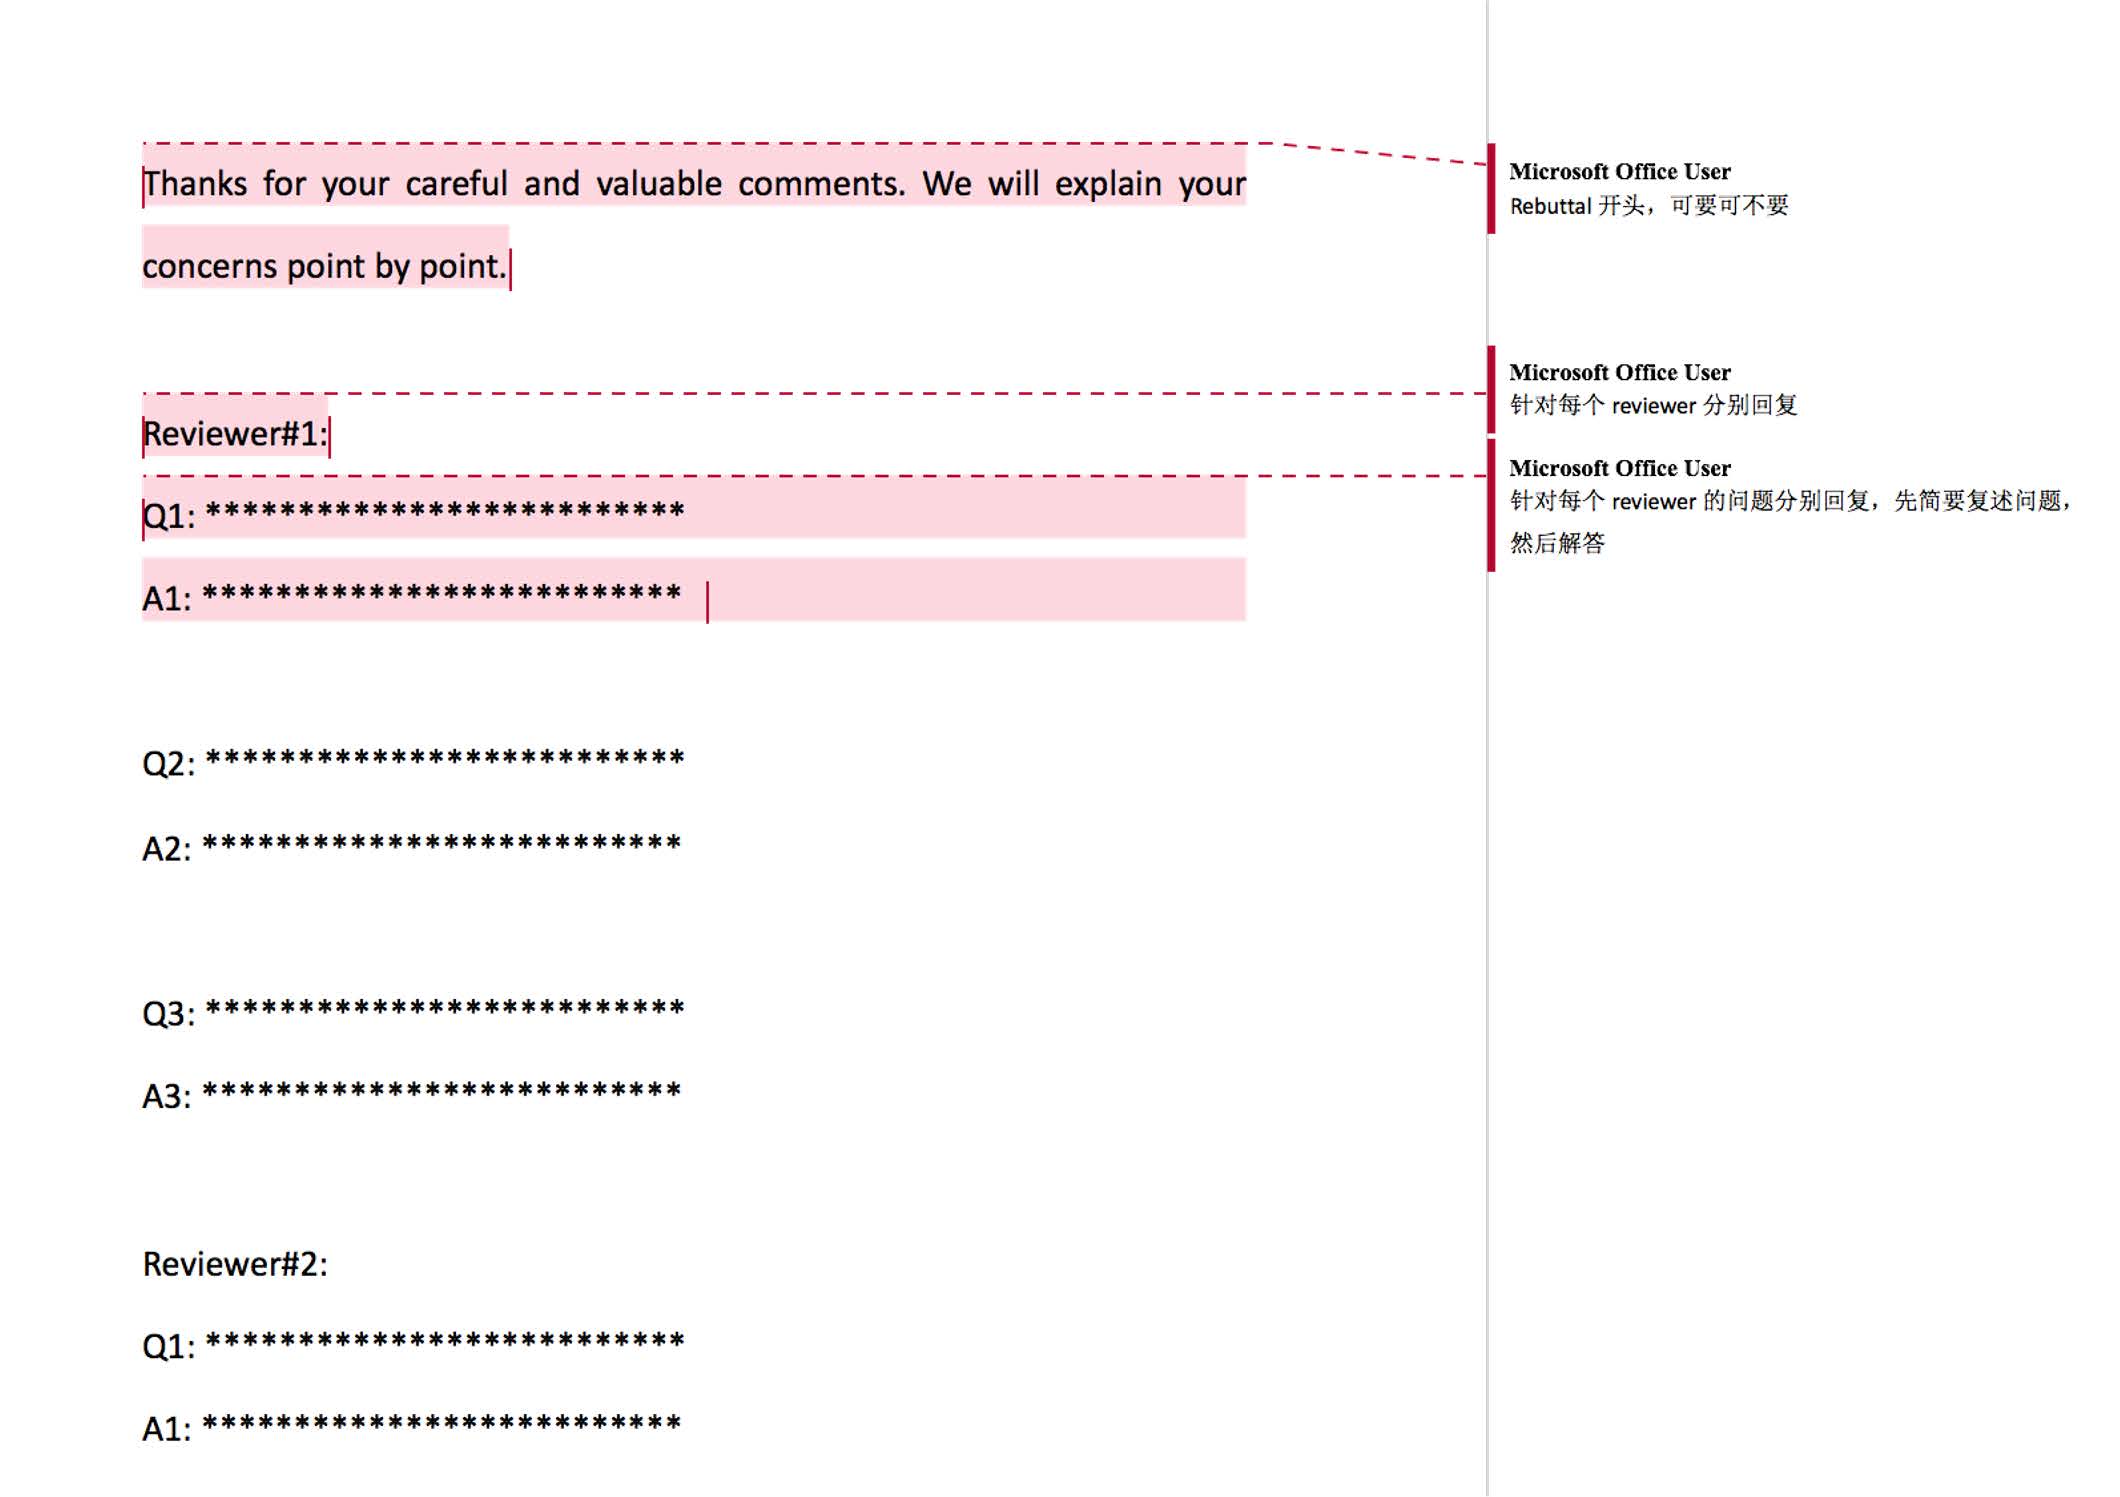 Thanks for your careful and valuable comments. We will explain your
concerns point by point.
Reviewer#1:
Q1: **************************
A1: **************************
Q2: **************************
A2: **************************
Q3: **************************
A3: **************************
Reviewer#2:
Q1: **************************
A1: **************************
Microsoft Office User
Rebuttal 开头，可要可不要
Microsoft Office User
针对每个 reviewer 分别回复
Microsoft Office User
针对每个 reviewer 的问题分别回复，先简要复述问题，
然后解答